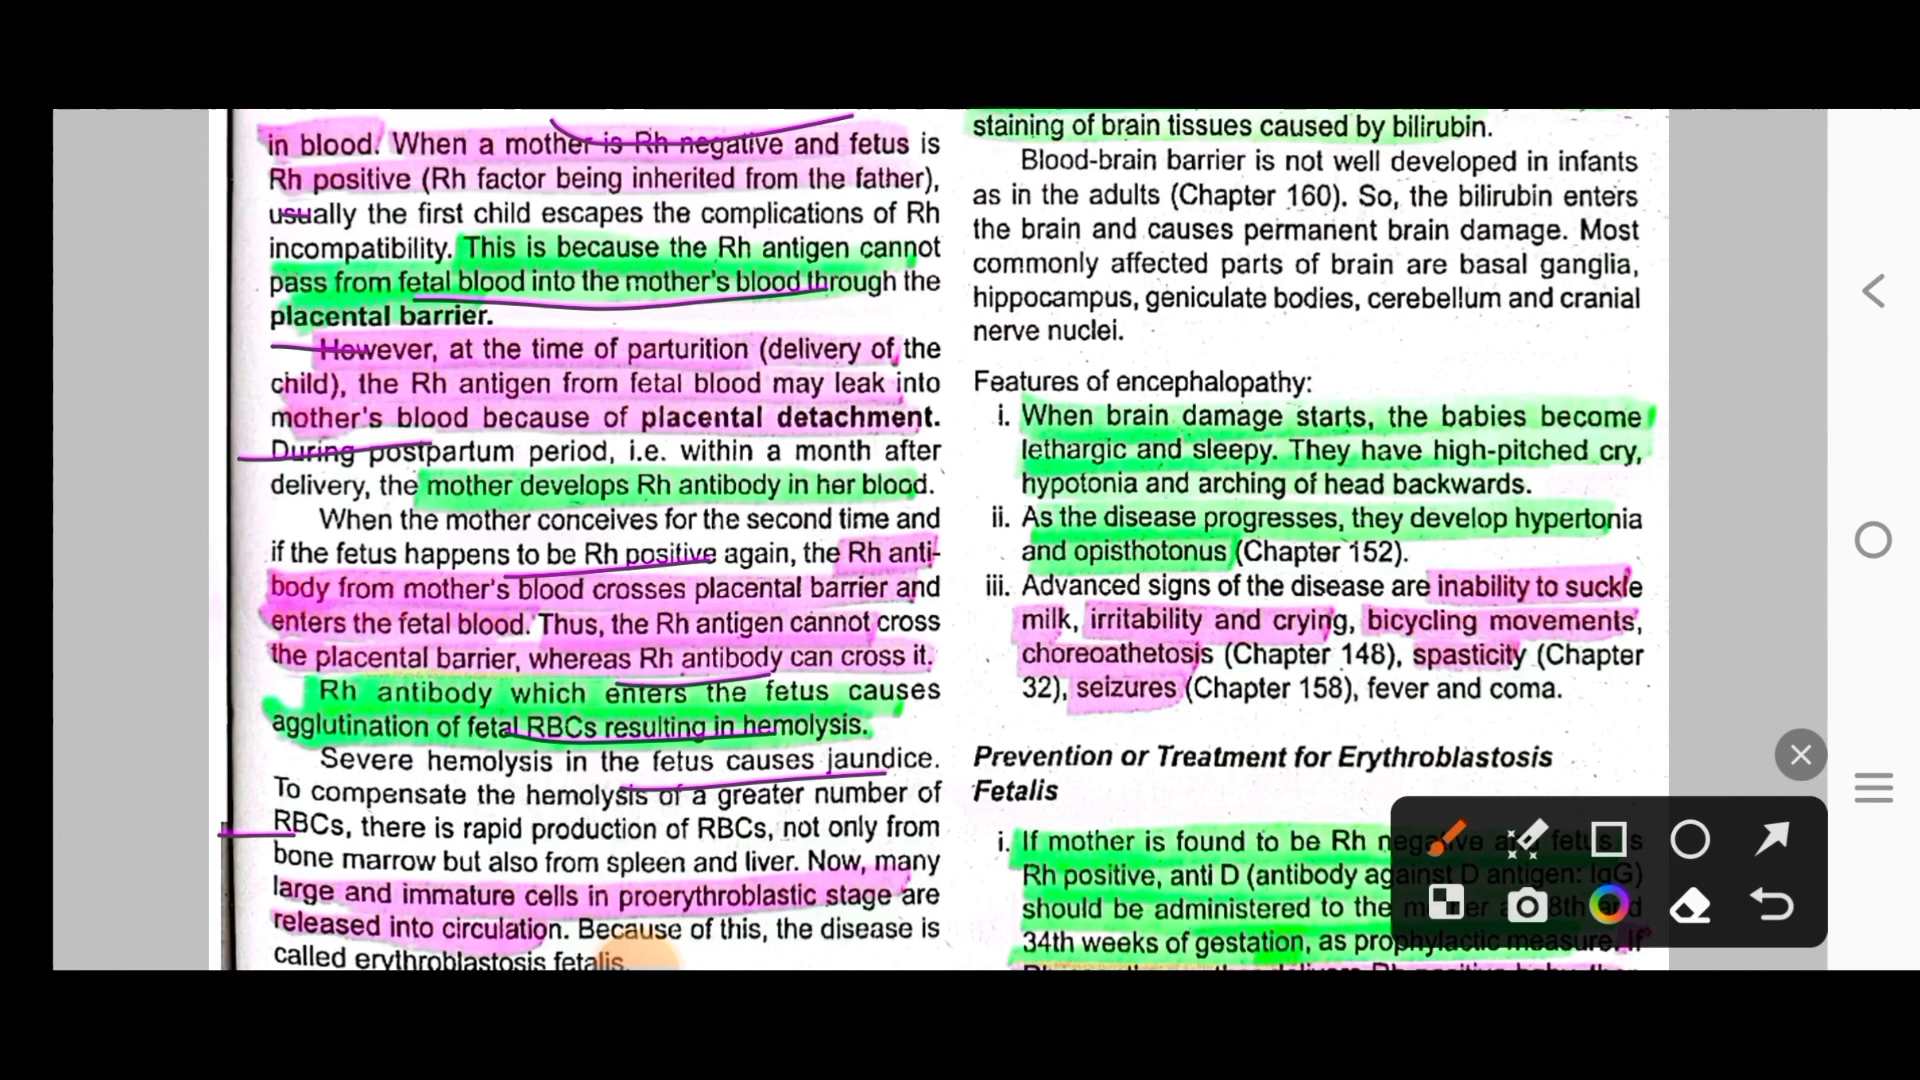 in blood. When a mother is Rh negative and fetus is
Rh positive (Rh factor being inherited from the father),
usually the first child escapes the complications of Rh
incompatibility. This is because the Rh antigen cannot
pass from fetal blood into the mother's blood through the
placental barrier.
However, at the time of parturition (delivery of the
child), the Rh antigen from fetal blood may leak into
mother's blood because of placental detachment.
During postpartum period, i.e. within a month after
delivery, the mother develops Rh antibody in her blood.
When the mother conceives for the second time and
if the fetus happens to be Rh positive again, the Rh anti-
body from mother's blood crosses placental barrier and
enters the fetal blood. Thus, the Rh antigen cannot cross
the placental barrier, whereas Rh antibody can cross it.
Rh antibody which enters the fetus causes
agglutination of fetal RBCs resulting in hemolysis.
Severe hemolysis in the fetus causes jaundice.
To compensate the hemolysis of a greater number of
RBCs, there is rapid production of RBCs, not only from
bone marrow but also from spleen and liver. Now, many
large and immature cells in proerythroblastic stage are
released into circulation. Because of this, the disease is
called erythroblastosis fetalis.
staining of brain tissues caused by bilirubin.
Blood-brain barrier is not well developed in infants
as in the adults (Chapter 160). So, the bilirubin enters
the brain and causes permanent brain damage. Most
commonly affected parts of brain are basal ganglia,
hippocampus, geniculate bodies, cerebellum and cranial
nerve nuclei.
Features of encephalopathy:
i. When brain damage starts, the babies become
lethargic and sleepy. They have high-pitched cry,
hypotonia and arching of head backwards.
ii. As the disease progresses, they develop hypertonia
and opisthotonus (Chapter 152).
iii. Advanced signs of the disease are inability to suckle
milk, irritability and crying, bicycling movements,
choreoathetosis (Chapter 148), spasticity (Chapter
32), seizures (Chapter 158), fever and coma.
Prevention or Treatment for Erythroblastosis
Fetalis
i. If mother is found to be Rh negative and fetus is
Rh positive, anti D (antibody against D antigen: IgG)
should be administered to the and
34th weeks of gestation, as prophylactic measure. If